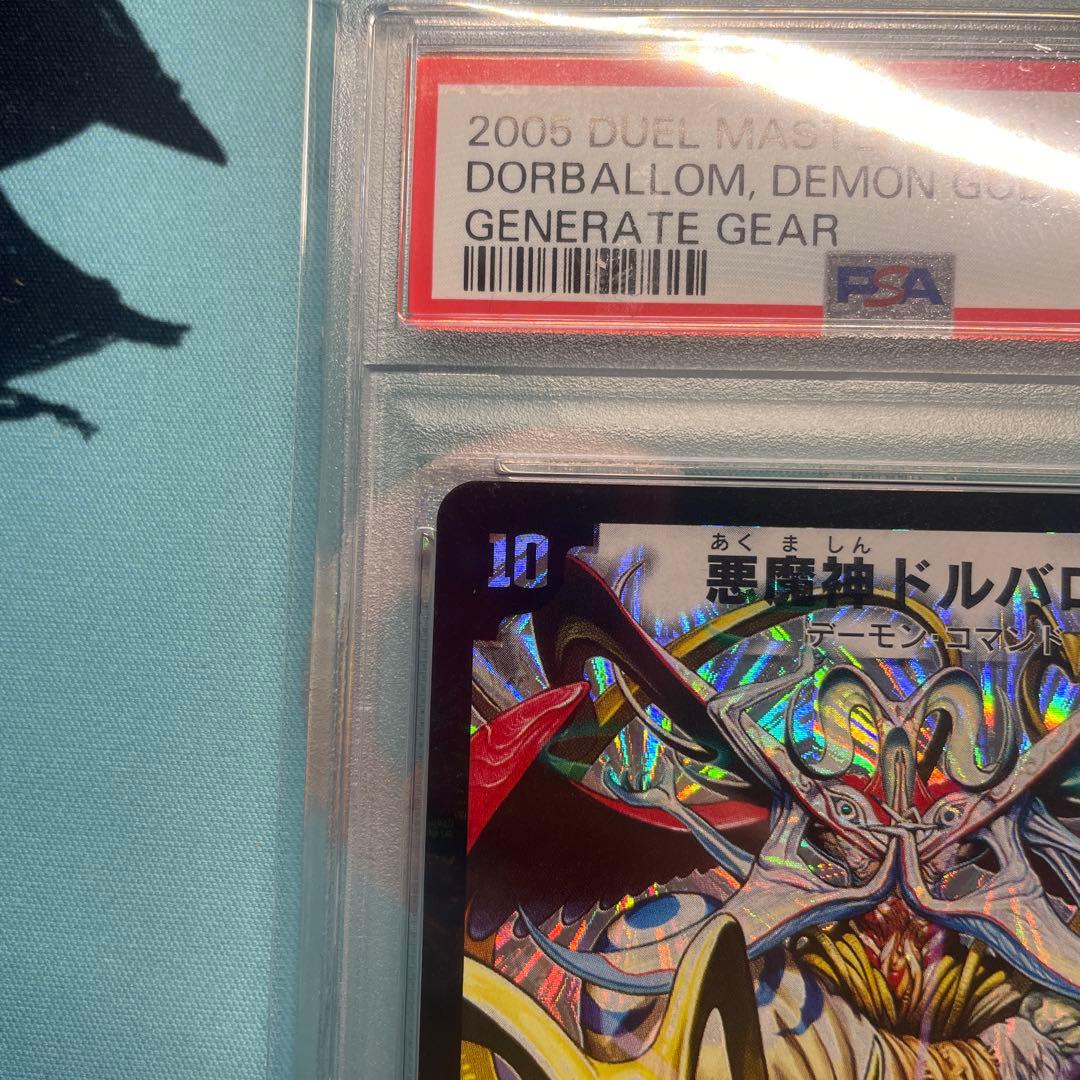 2005 DUEL MASTE
DORBALLOM, DEMON GOD
GENERATE GEAR
PSA
10
あくましん
悪魔神ドルバロ
デーモン・コマンド